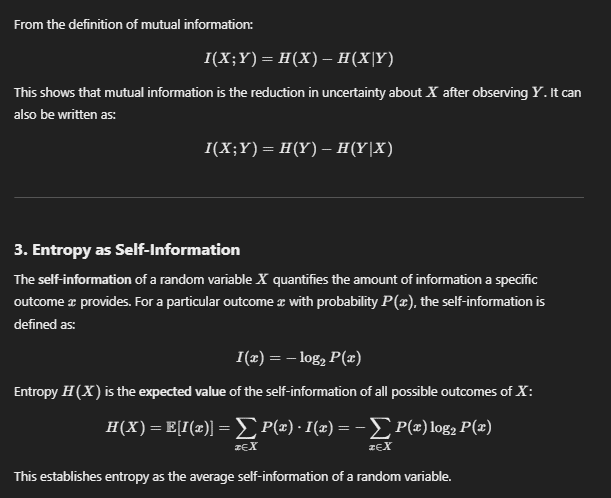 From the definition of mutual information:
I(X;Y) = H(X) − H(X|Y)
This shows that mutual information is the reduction in uncertainty about X after observing Y. It can
also be written as:
I(X;Y) = H(Y) − H(Y|X)
3. Entropy as Self-Information
The self-information of a random variable X quantifies the amount of information a specific
outcome x provides. For a particular outcome x with probability P(x), the self-information is
defined as:
I(x) = − log₂ P(x)
Entropy H(X) is the expected value of the self-information of all possible outcomes of X:
H(X) = 𝔼[I(x)] = ∑_{x∈X} P(x) · I(x) = − ∑_{x∈X} P(x) log₂ P(x)
This establishes entropy as the average self-information of a random variable.